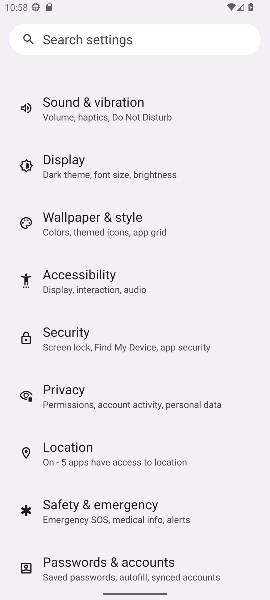 10:58
Search settings
Sound & vibration
Volume, haptics, Do Not Disturb
Display
Dark theme, font size, brightness
Wallpaper & style
Colors, themed icons, app grid
Accessibility
Display, interaction, audio
Security
Screen lock, Find My Device, app security
Privacy
Permissions, account activity, personal data
Location
On - 5 apps have access to location
Safety & emergency
Emergency SOS, medical info, alerts
Passwords & accounts
Saved passwords, autofill, synced accounts